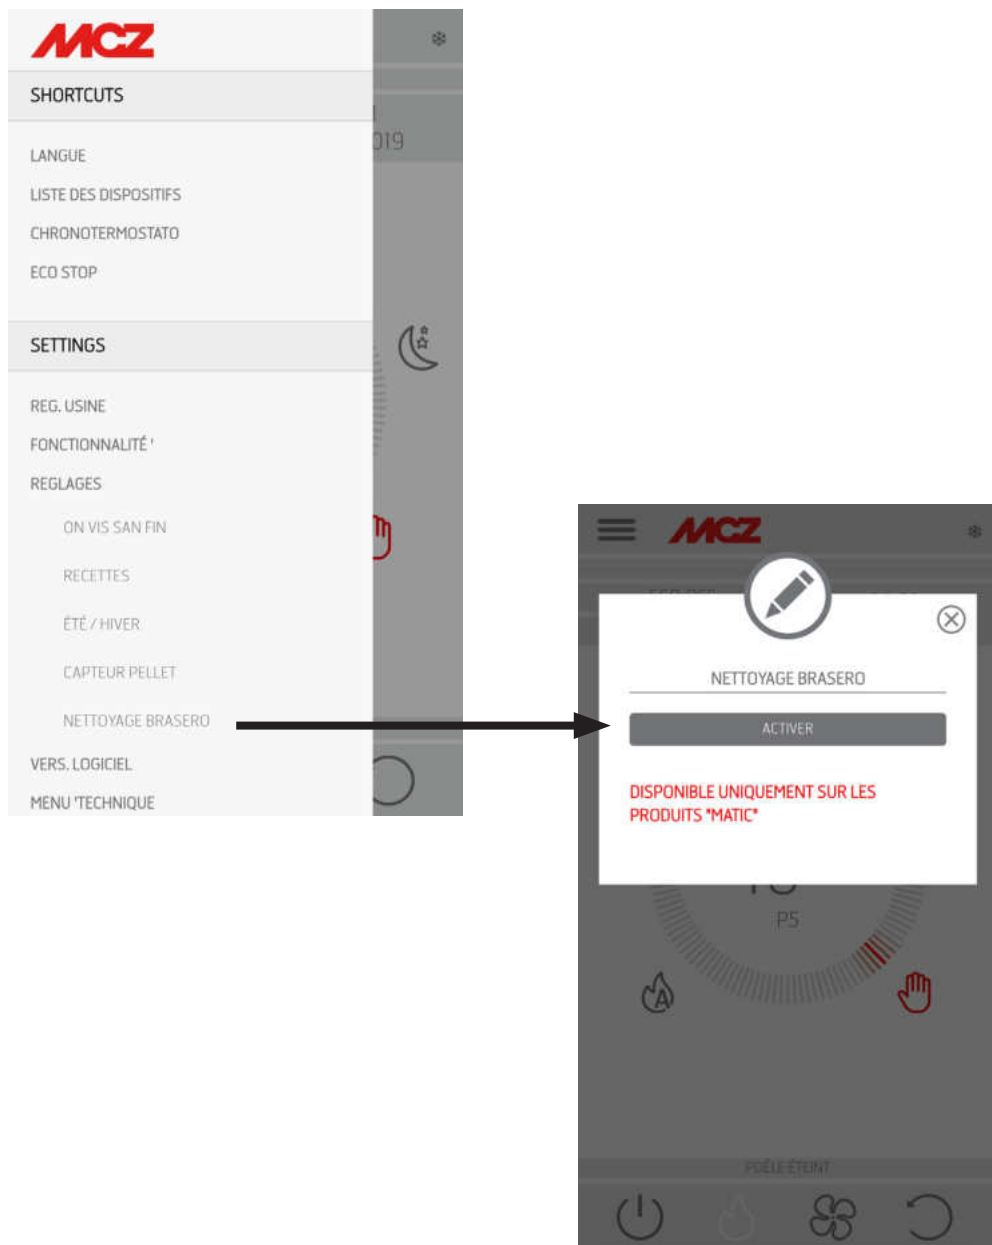 MCZ
SHORTCUTS
019
LANGUE
LISTE DES DISPOSITIFS
CHRONOTERMOSTATO
ECO STOP
SETTINGS
REG. USINE
FONCTIONNALITÉ '
REGLAGES
ON VIS SAN FIN
RECETTES
ÉTÉ / HIVER
CAPTEUR PELLET
NETTOYAGE BRASERO
VERS. LOGICIEL
MENU 'TECHNIQUE
MCZ
NETTOYAGE BRASERO
ACTIVER
DISPONIBLE UNIQUEMENT SUR LES
PRODUITS "MATIC"
P5
A
POÊLE ÉTEINT